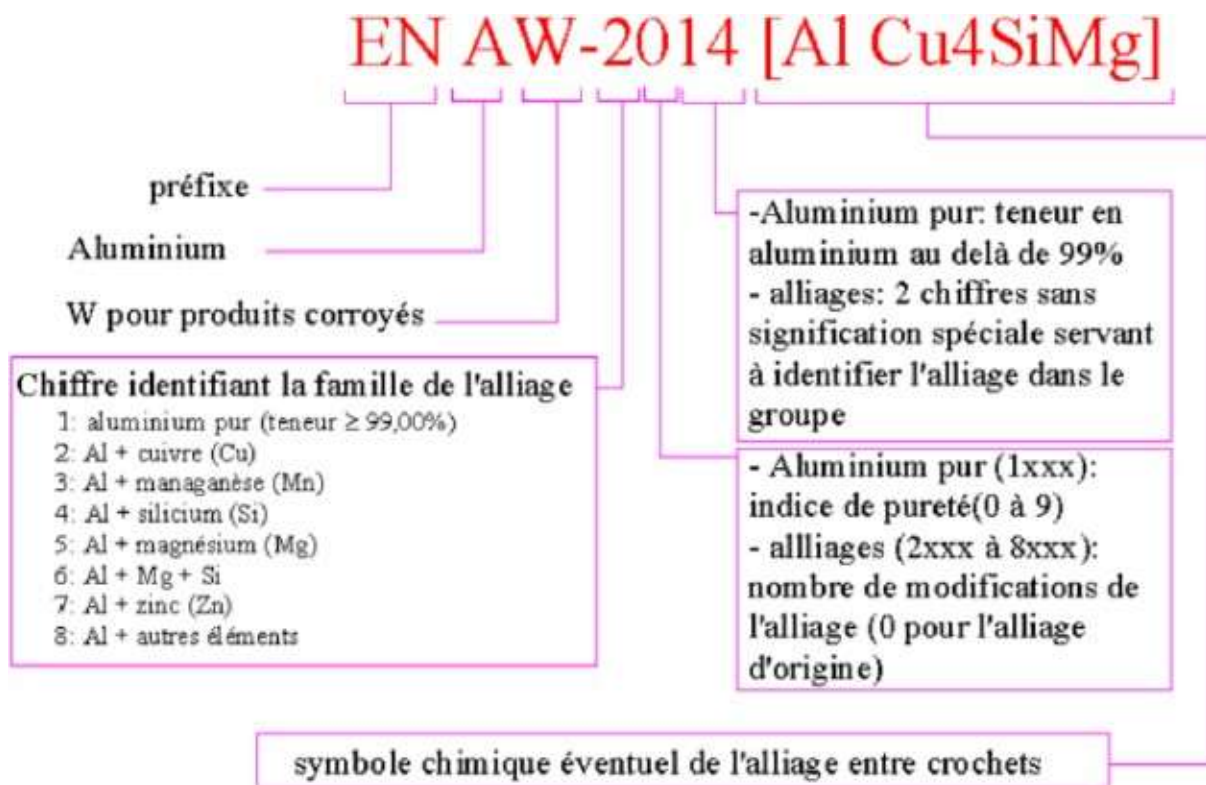 EN AW-2014 [Al Cu4SiMg]
préfixe
Aluminium
W pour produits corroyés
Chiffre identifiant la famille de l'alliage
1: aluminium pur (teneur ≥ 99,00%)
2: Al + cuivre (Cu)
3: Al + managanèse (Mn)
4: Al + silicium (Si)
5: Al + magnésium (Mg)
6: Al + Mg + Si
7: Al + zinc (Zn)
8: Al + autres éléments
-Aluminium pur: teneur en
aluminium au delà de 99%
- alliages: 2 chiffres sans
signification spéciale servant
à identifier l'alliage dans le
groupe
- Aluminium pur (1xxx):
indice de pureté(0 à 9)
- allliages (2xxx à 8xxx):
nombre de modifications de
l'alliage (0 pour l'alliage
d'origine)
symbole chimique éventuel de l'alliage entre crochets